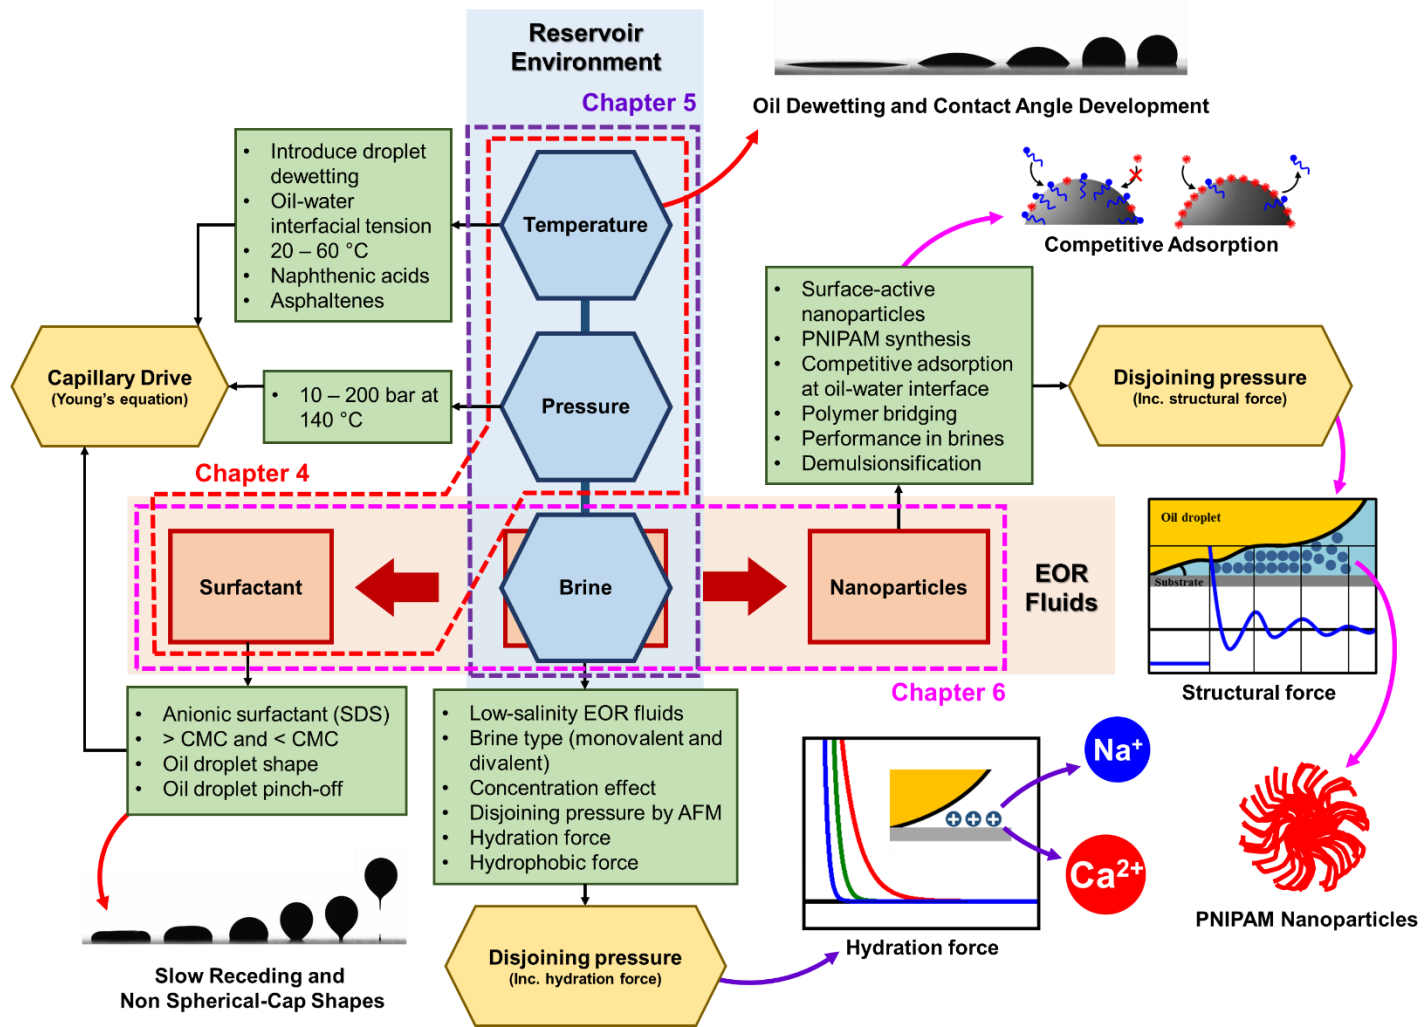 Reservoir
Environment
Chapter 5
Oil Dewetting and Contact Angle Development
• Introduce droplet
dewetting
• Oil-water
interfacial tension
• 20 – 60 °C
• Naphthenic acids
• Asphaltenes
Temperature
Competitive Adsorption
• Surface-active
nanoparticles
• PNIPAM synthesis
• Competitive adsorption
at oil-water interface
• Polymer bridging
• Performance in brines
• Demulsionsification
Capillary Drive
(Young's equation)
• 10 – 200 bar at
140 °C
Pressure
Disjoining pressure
(Inc. structural force)
Chapter 4
Surfactant
Brine
Nanoparticles
EOR
Fluids
Oil droplet
Substrate
Structural force
Chapter 6
• Anionic surfactant (SDS)
• > CMC and < CMC
• Oil droplet shape
• Oil droplet pinch-off
• Low-salinity EOR fluids
• Brine type (monovalent and
divalent)
• Concentration effect
• Disjoining pressure by AFM
• Hydration force
• Hydrophobic force
+ + +
Na+
Ca2+
Hydration force
PNIPAM Nanoparticles
Slow Receding and
Non Spherical-Cap Shapes
Disjoining pressure
(Inc. hydration force)